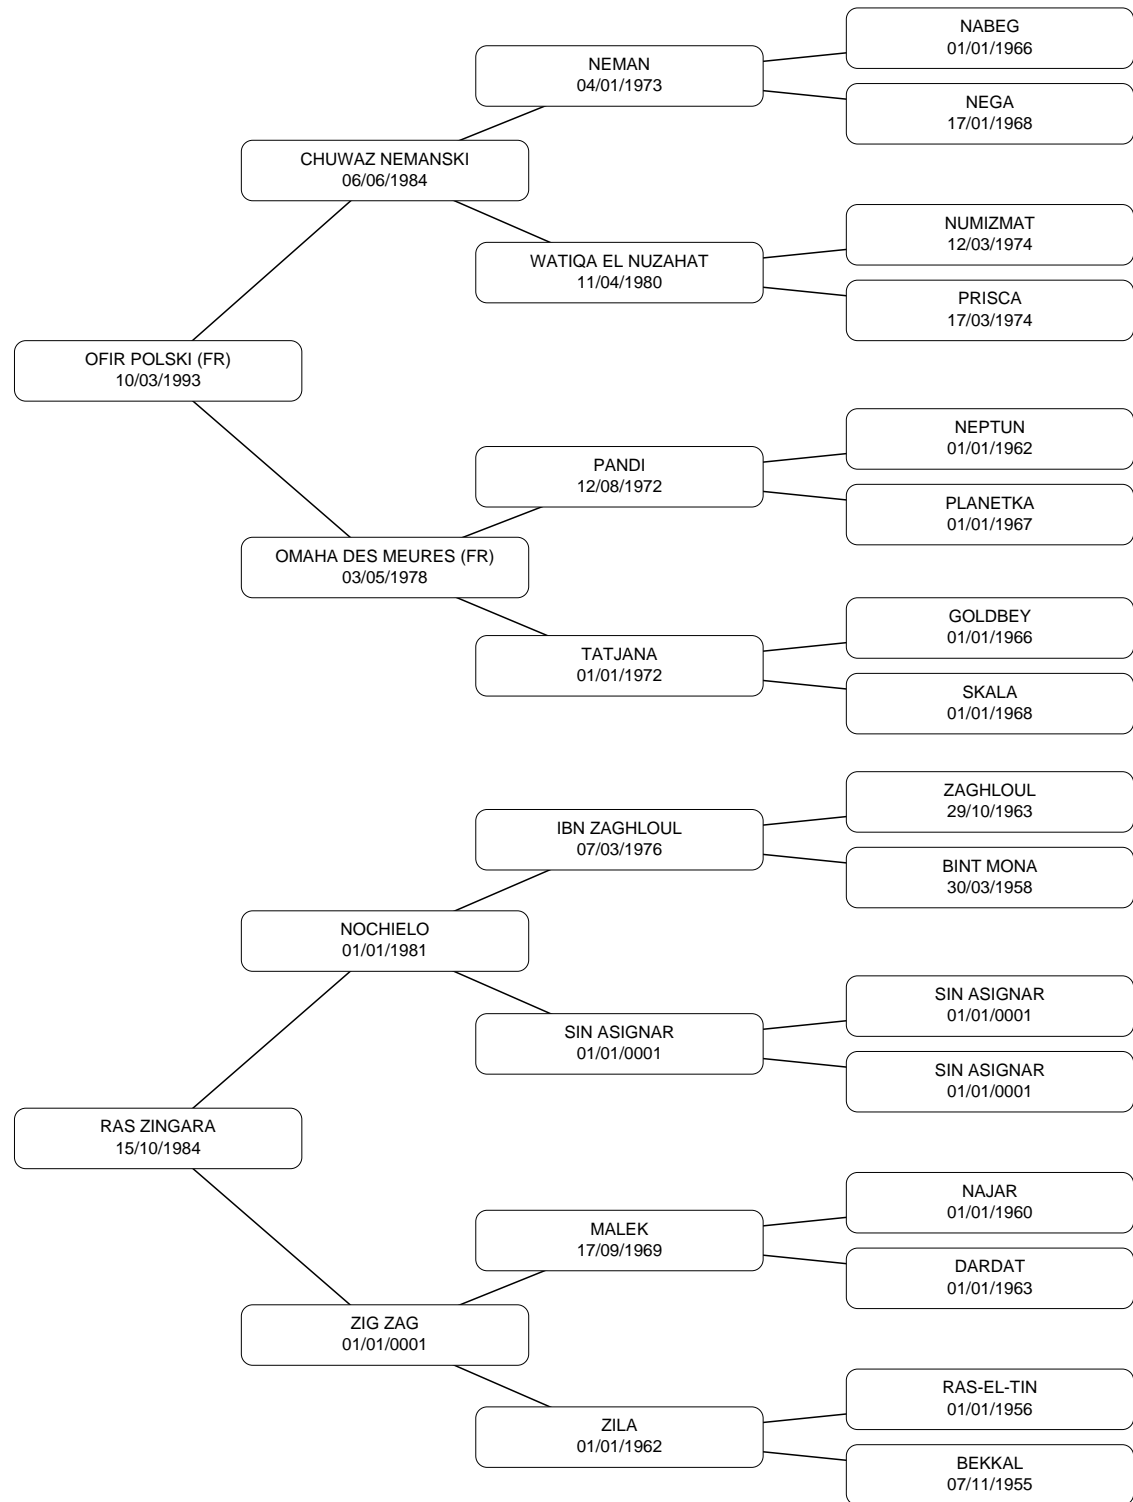 NABEG
01/01/1966
NEMAN
04/01/1973
NEGA
17/01/1968
CHUWAZ NEMANSKI
06/06/1984
NUMIZMAT
12/03/1974
WATIQA EL NUZAHAT
11/04/1980
PRISCA
17/03/1974
OFIR POLSKI (FR)
10/03/1993
NEPTUN
01/01/1962
PANDI
12/08/1972
PLANETKA
01/01/1967
OMAHA DES MEURES (FR)
03/05/1978
GOLDBEY
01/01/1966
TATJANA
01/01/1972
SKALA
01/01/1968
ZAGHLOUL
29/10/1963
IBN ZAGHLOUL
07/03/1976
BINT MONA
30/03/1958
NOCHIELO
01/01/1981
SIN ASIGNAR
01/01/0001
SIN ASIGNAR
01/01/0001
SIN ASIGNAR
01/01/0001
RAS ZINGARA
15/10/1984
NAJAR
01/01/1960
MALEK
17/09/1969
DARDAT
01/01/1963
ZIG ZAG
01/01/0001
RAS-EL-TIN
01/01/1956
ZILA
01/01/1962
BEKKAL
07/11/1955